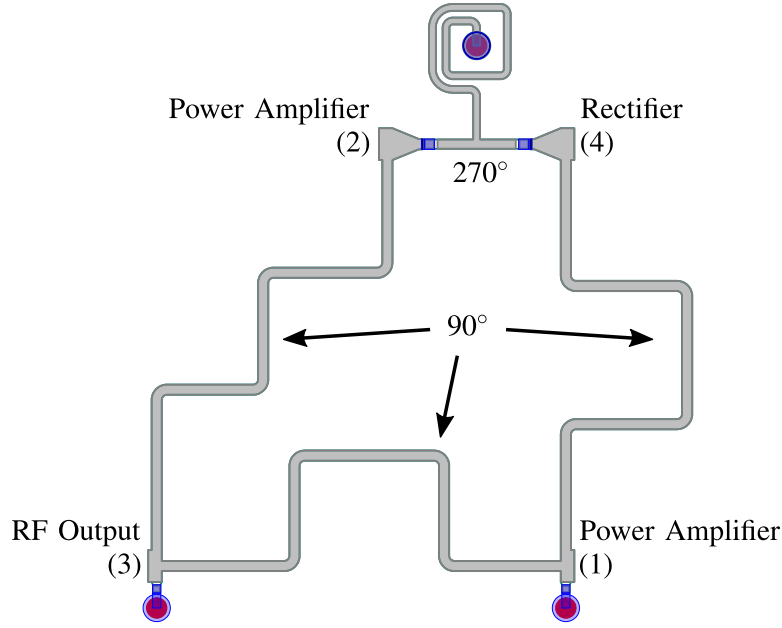 Power Amplifier
(2)
Rectifier
(4)
270°
90°
RF Output
(3)
Power Amplifier
(1)